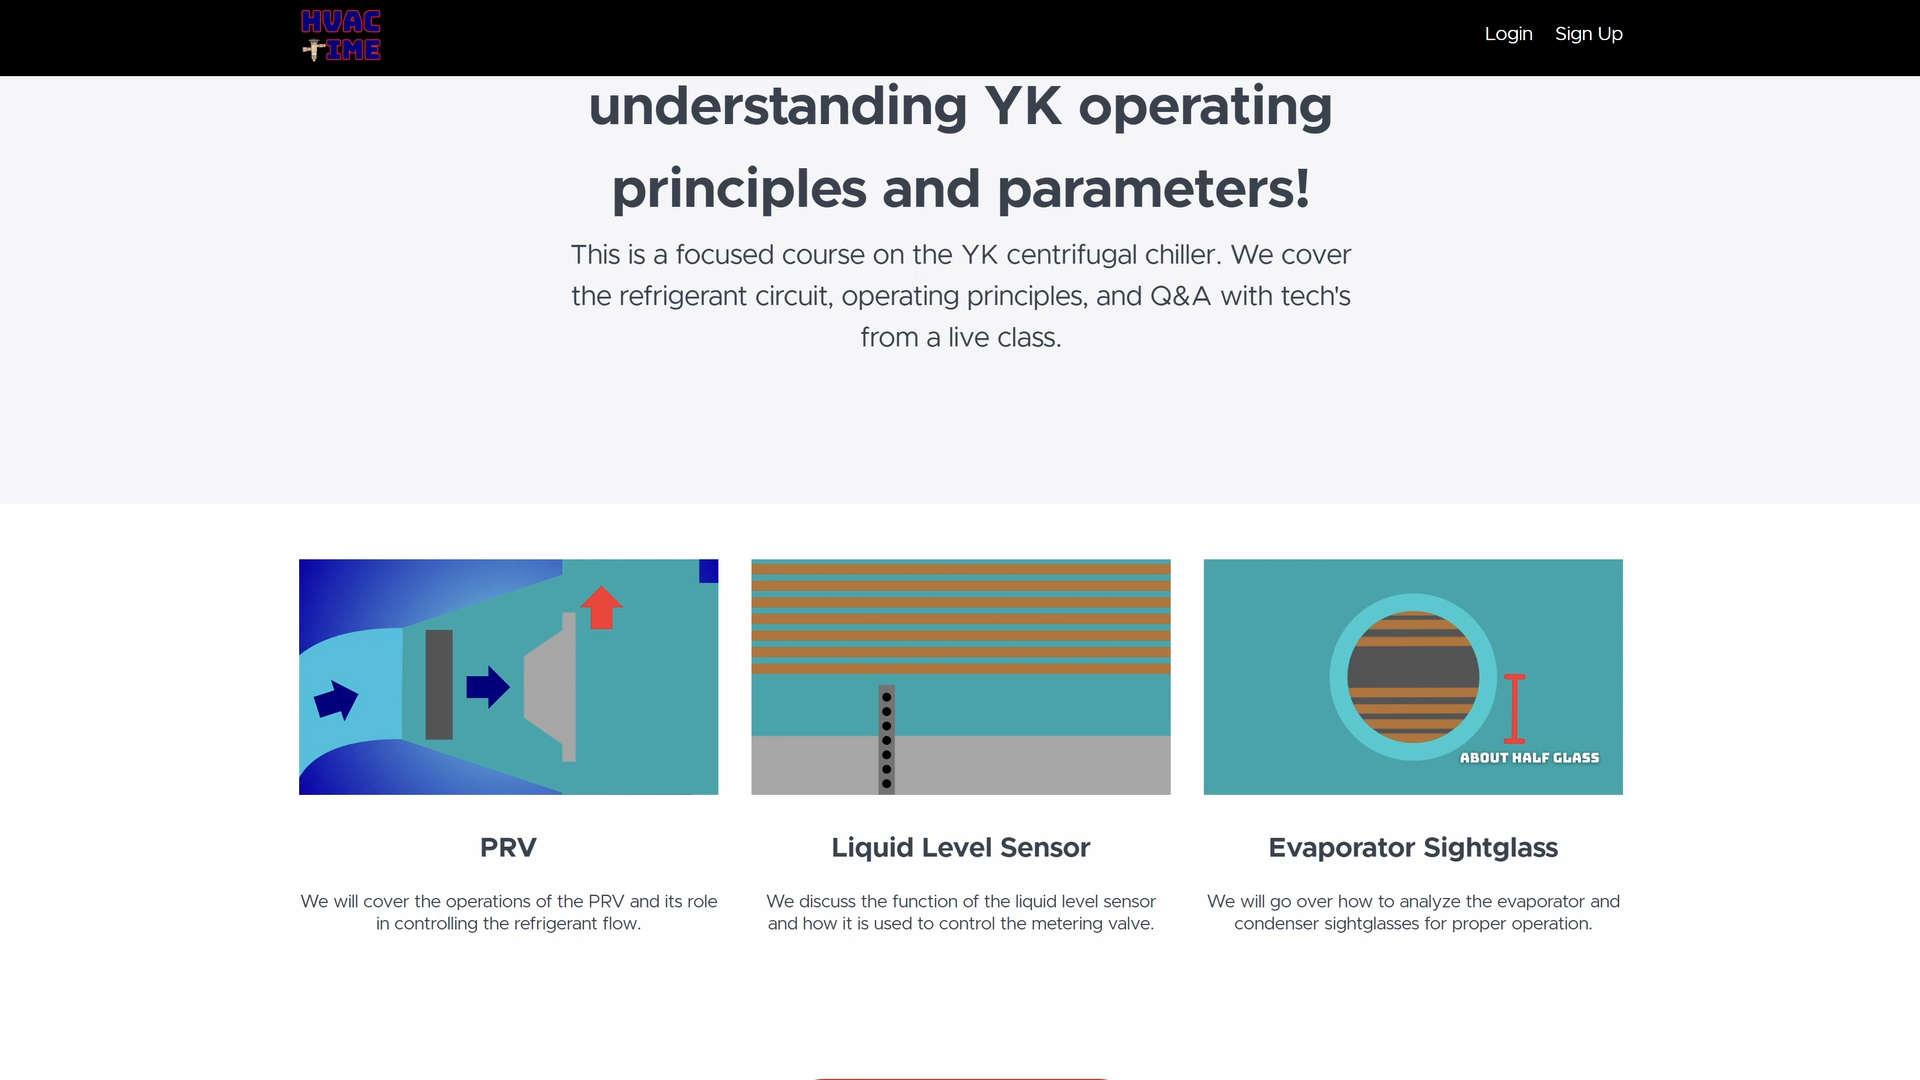 HVAC
TIME
Login
Sign Up
understanding YK operating
principles and parameters!
This is a focused course on the YK centrifugal chiller. We cover
the refrigerant circuit, operating principles, and Q&A with tech's
from a live class.
ABOUT HALF GLASS
PRV
We will cover the operations of the PRV and its role
in controlling the refrigerant flow.
Liquid Level Sensor
We discuss the function of the liquid level sensor
and how it is used to control the metering valve.
Evaporator Sightglass
We will go over how to analyze the evaporator and
condenser sightglasses for proper operation.